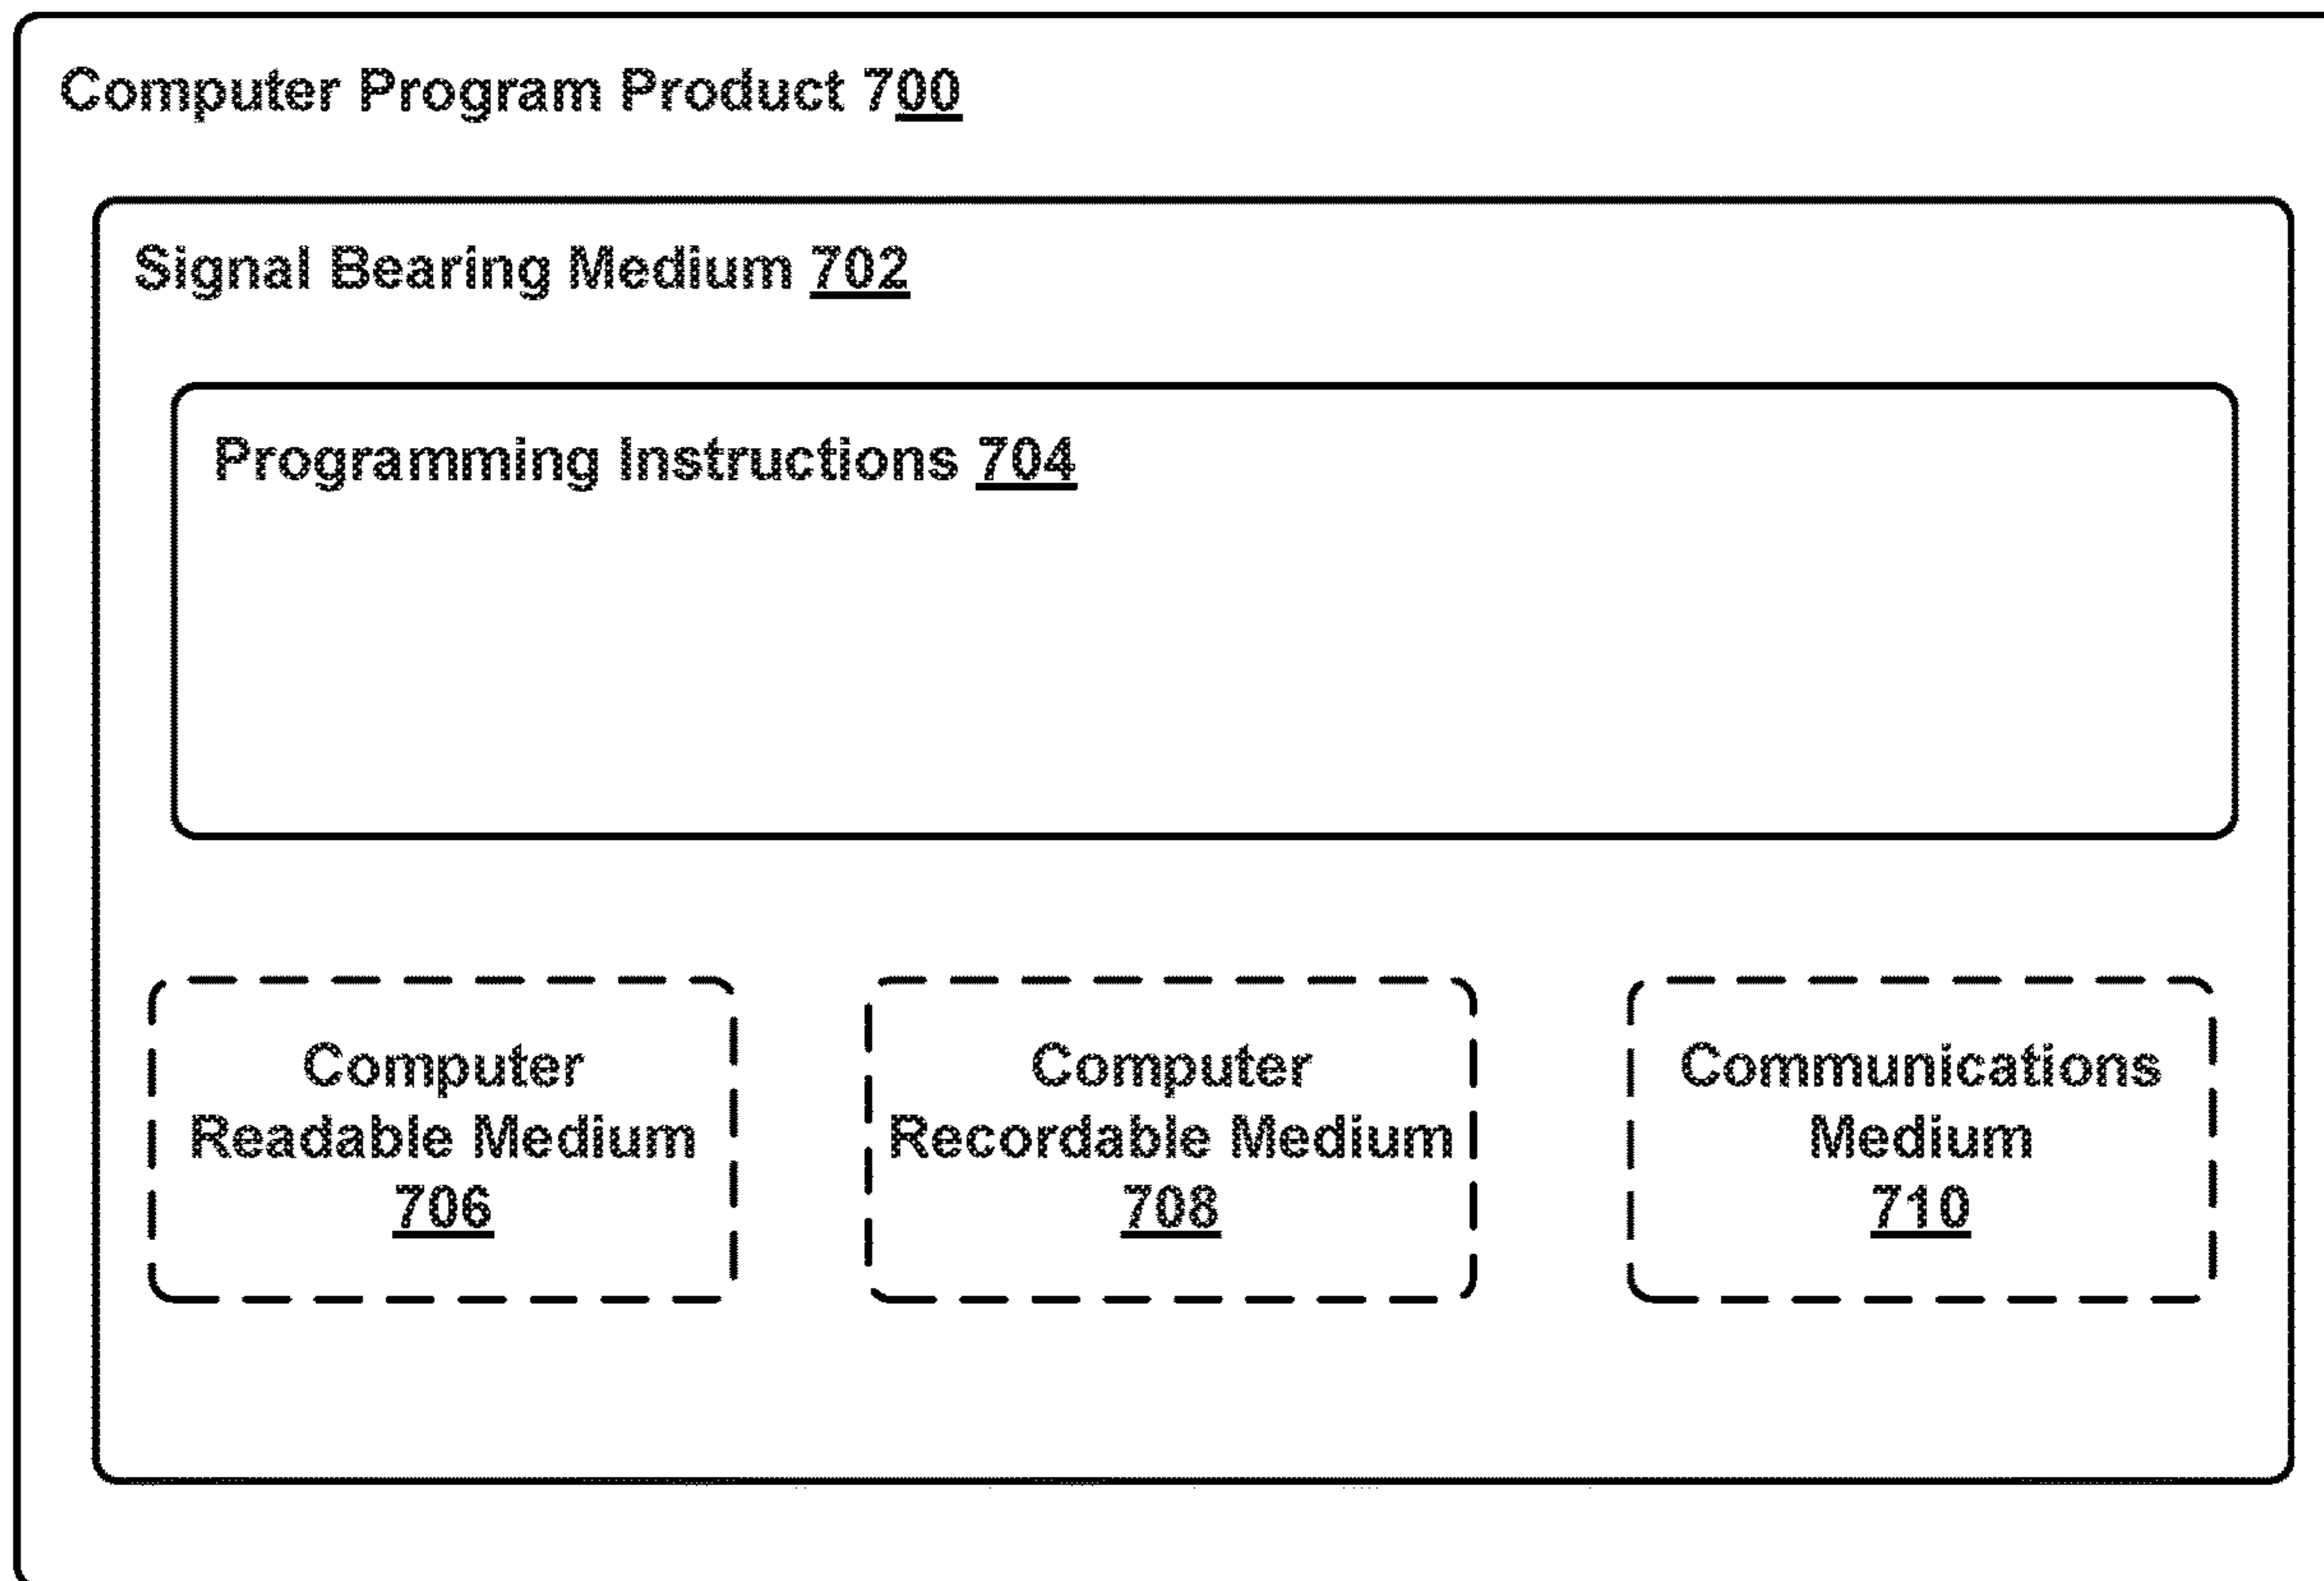 Computer Program Product 700
Signal Bearing Medium 702
Programming Instructions 704
Computer
Readable Medium
706
Computer
Recordable Medium
708
Communications
Medium
710